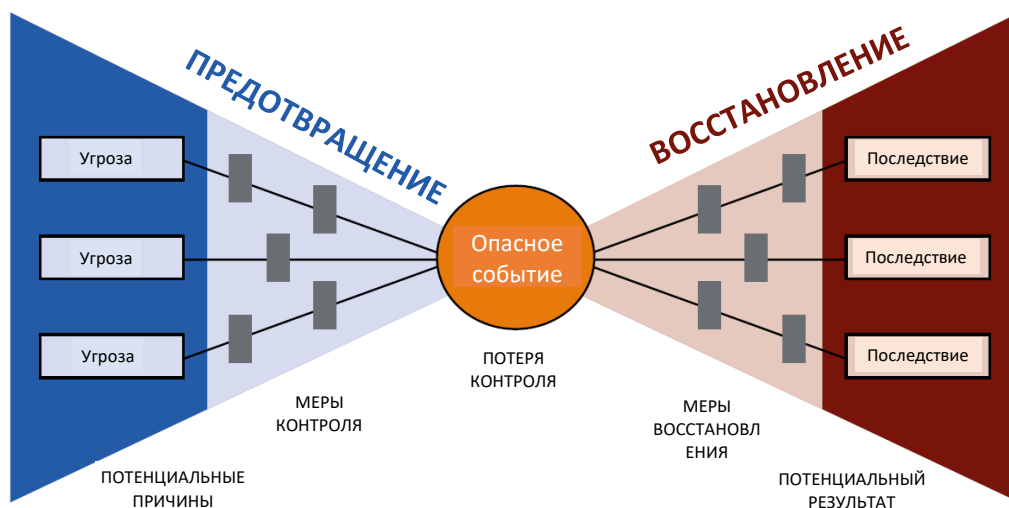 ПРЕДОТВРАЩЕНИЕ
ВОССТАНОВЛЕНИЕ
Угроза
Угроза
Угроза
Опасное
событие
Последствие
Последствие
Последствие
ПОТЕРЯ
КОНТРОЛЯ
МЕРЫ
КОНТРОЛЯ
МЕРЫ
ВОССТАНОВЛ
ЕНИЯ
ПОТЕНЦИАЛЬНЫЕ
ПРИЧИНЫ
ПОТЕНЦИАЛЬНЫЙ
РЕЗУЛЬТАТ